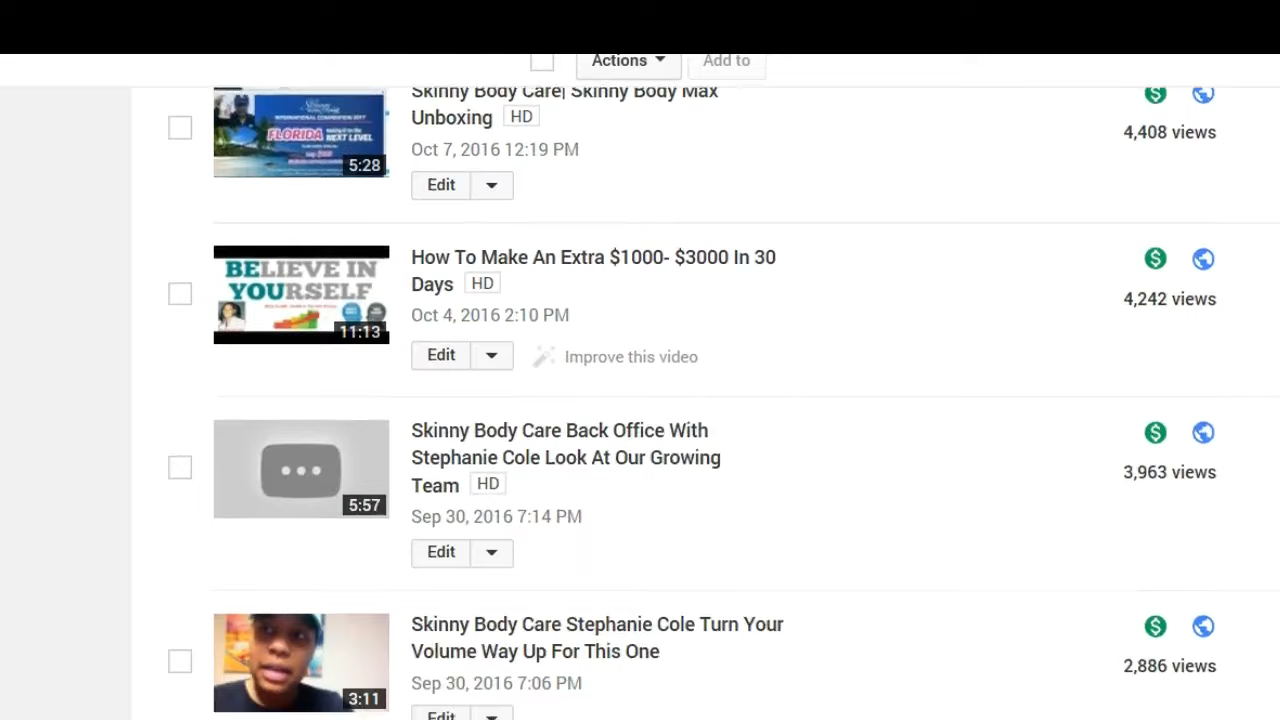 Actions
Add to
Skinny Body Care| Skinny Body Max
Unboxing HD
4,408 views
INTERNATIONAL CONVENTION 2017
FLORIDA
NEXT LEVEL
5:28
Oct 7, 2016 12:19 PM
Edit
How To Make An Extra $1000- $3000 In 30
Days HD
4,242 views
BELIEVE IN
YOURSELF
11:13
Oct 4, 2016 2:10 PM
Edit
Improve this video
Skinny Body Care Back Office With
Stephanie Cole Look At Our Growing
Team HD
3,963 views
5:57
Sep 30, 2016 7:14 PM
Edit
Skinny Body Care Stephanie Cole Turn Your
Volume Way Up For This One
2,886 views
3:11
Sep 30, 2016 7:06 PM
Edit